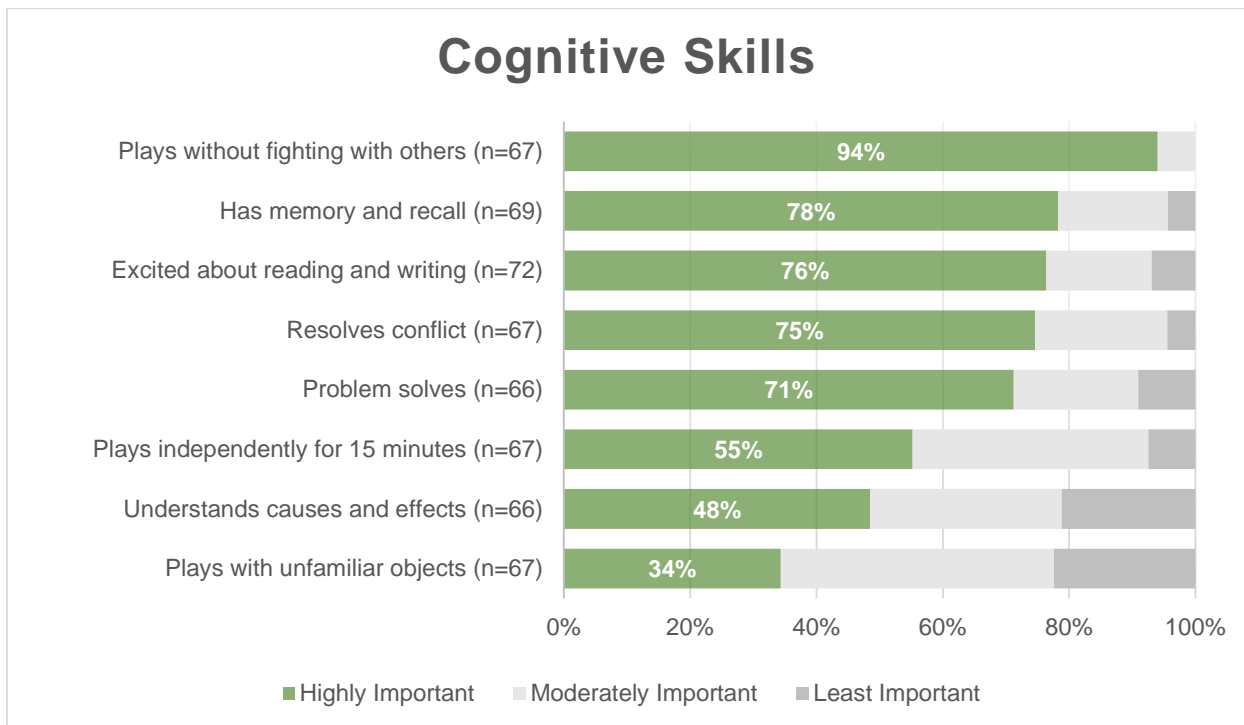 Cognitive Skills
Plays without fighting with others (n=67)
94%
Has memory and recall (n=69)
78%
Excited about reading and writing (n=72)
76%
Resolves conflict (n=67)
75%
Problem solves (n=66)
71%
Plays independently for 15 minutes (n=67)
55%
Understands causes and effects (n=66)
48%
Plays with unfamiliar objects (n=67)
34%
0% 20% 40% 60% 80% 100%
Highly Important Moderately Important Least Important